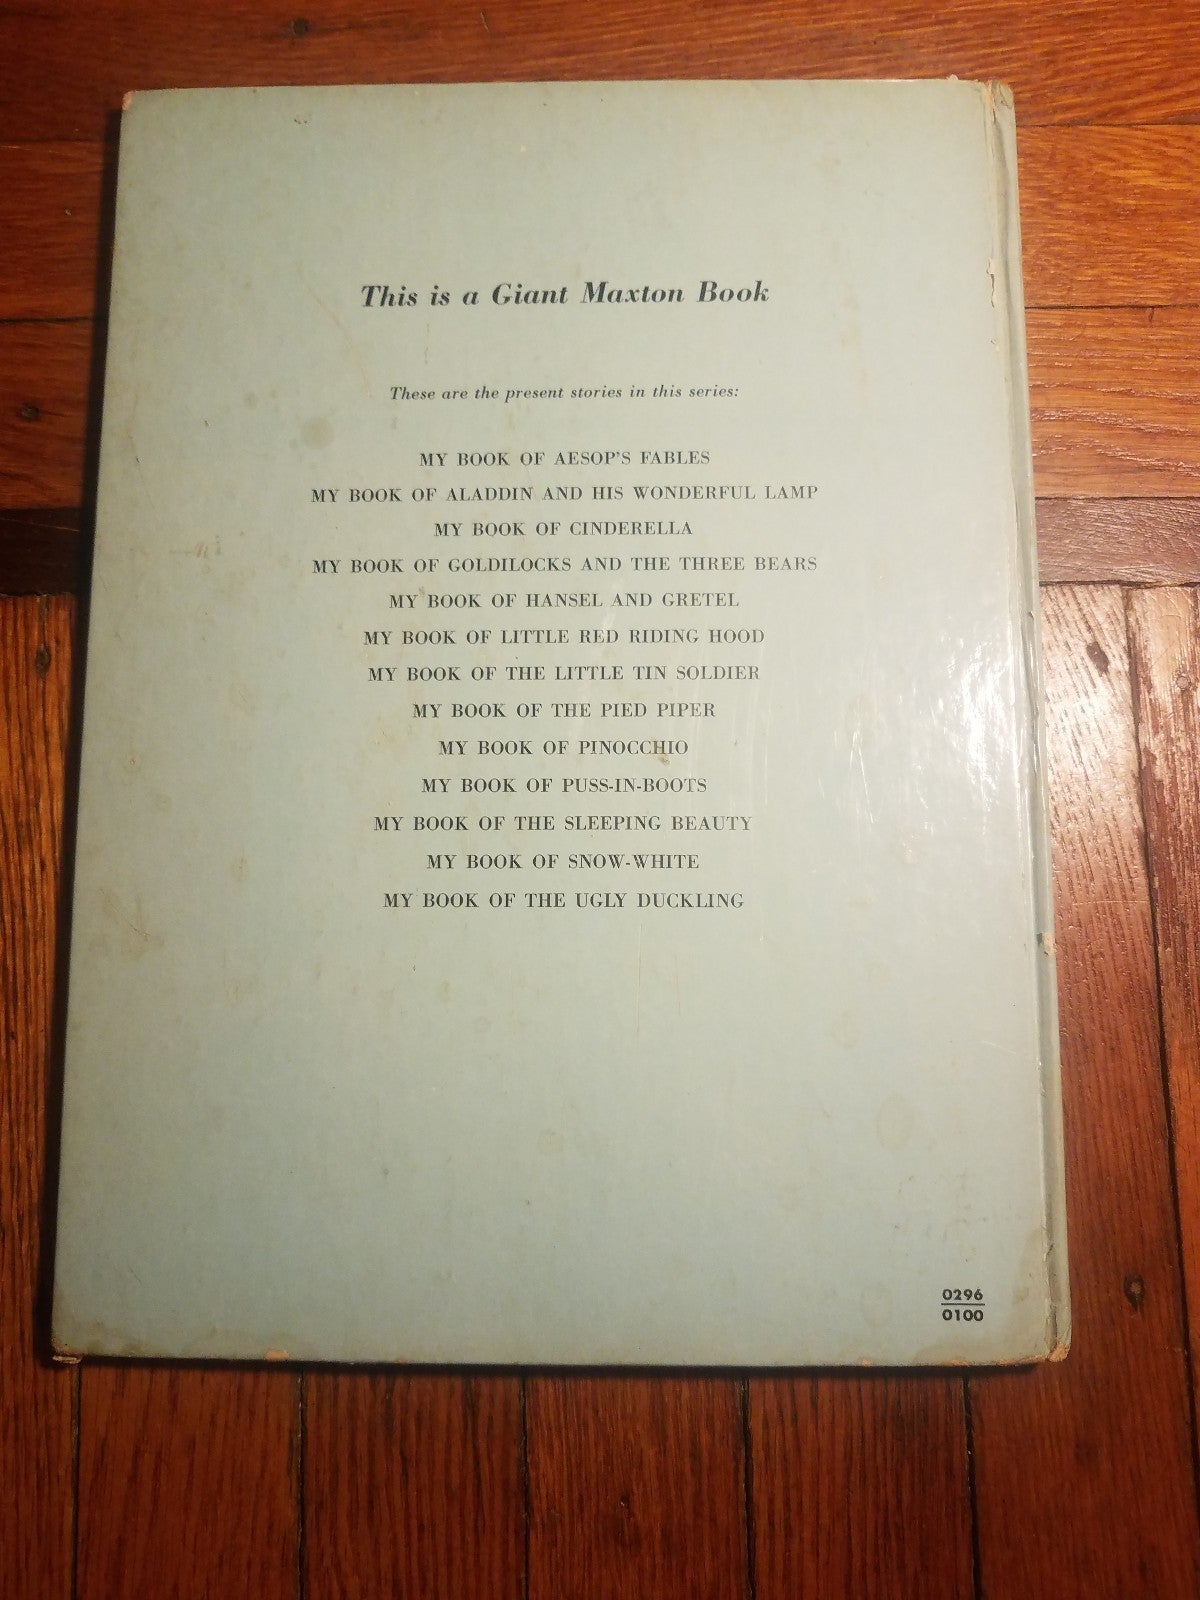 This is a Giant Maxton Book
These are the present stories in this series:
MY BOOK OF AESOP'S FABLES
MY BOOK OF ALADDIN AND HIS WONDERFUL LAMP
MY BOOK OF CINDERELLA
MY BOOK OF GOLDILOCKS AND THE THREE BEARS
MY BOOK OF HANSEL AND GRETEL
MY BOOK OF LITTLE RED RIDING HOOD
MY BOOK OF THE LITTLE TIN SOLDIER
MY BOOK OF THE PIED PIPER
MY BOOK OF PINOCCHIO
MY BOOK OF PUSS-IN-BOOTS
MY BOOK OF THE SLEEPING BEAUTY
MY BOOK OF SNOW-WHITE
MY BOOK OF THE UGLY DUCKLING
0296
0100